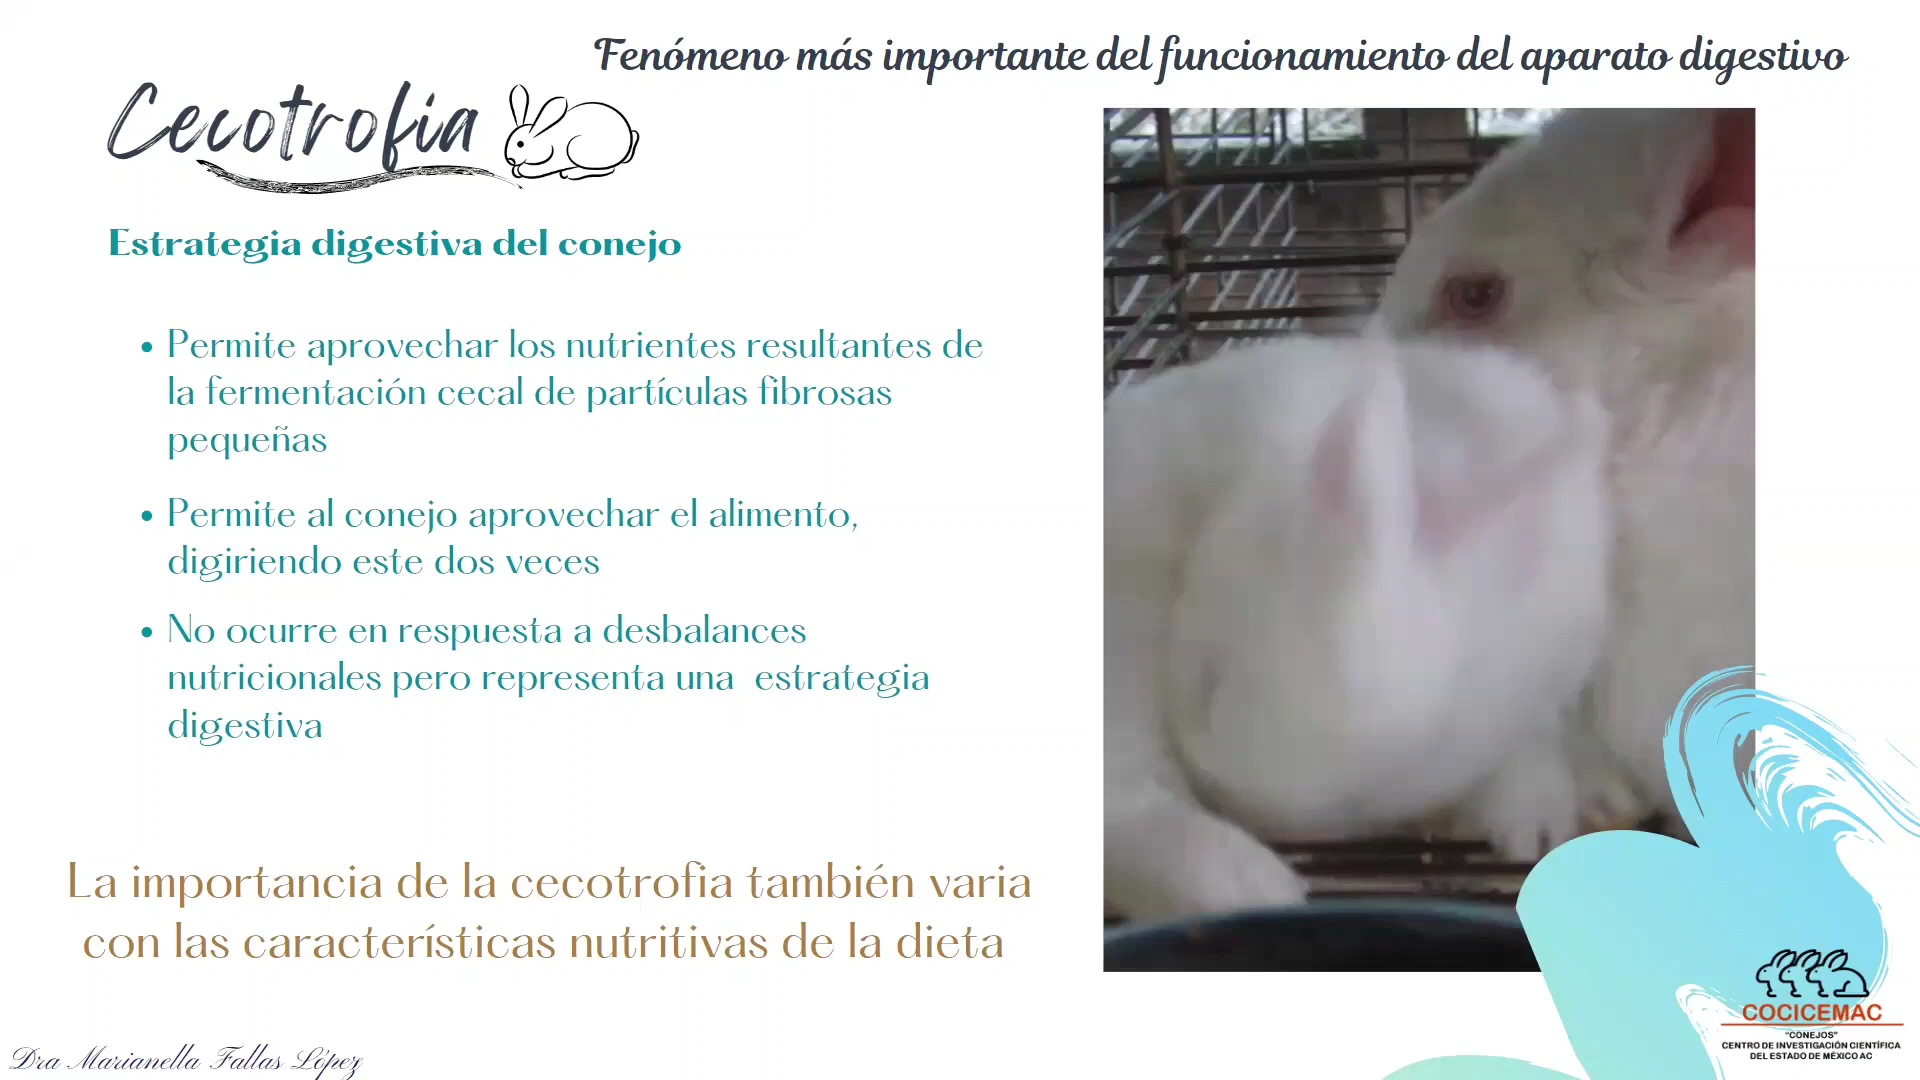 Fenómeno más importante del funcionamiento del aparato digestivo
Cecotrofia
Estrategia digestiva del conejo
• Permite aprovechar los nutrientes resultantes de
la fermentación cecal de partículas fibrosas
pequeñas
• Permite al conejo aprovechar el alimento,
digiriendo este dos veces
• No ocurre en respuesta a desbalances
nutricionales pero representa una estrategia
digestiva
La importancia de la cecotrofia también varia
con las características nutritivas de la dieta
Dra Marianella Fallas López
COCICEMAC
"CONEJOS"
CENTRO DE INVESTIGACIÓN CIENTÍFICA
DEL ESTADO DE MÉXICO AC